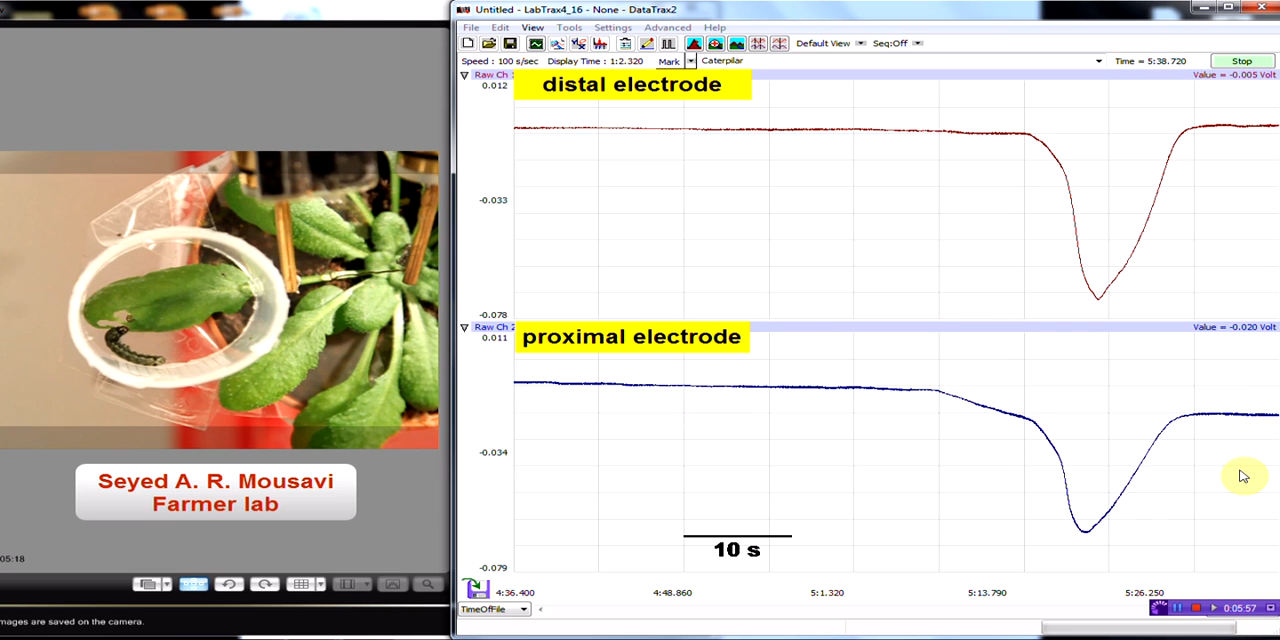 Untitled - LabTrax4_16 - None - DataTrax2
File Edit View Tools Settings Advanced Help
Default View Seq:Off
Speed : 100 s/sec Display Time : 1:2.320 Mark Caterpilar Time = 5:38.720 Stop
Raw Ch Value = -0.005 Volt
distal electrode
0.012
-0.033
-0.078
Raw Ch Value = -0.020 Volt
proximal electrode
0.011
-0.034
-0.079
10 s
4:36.400 4:48.860 5:1.320 5:13.790 5:26.250
TimeOfFile
0:05:57
Seyed A. R. Mousavi
Farmer lab
05:18
mages are saved on the camera.